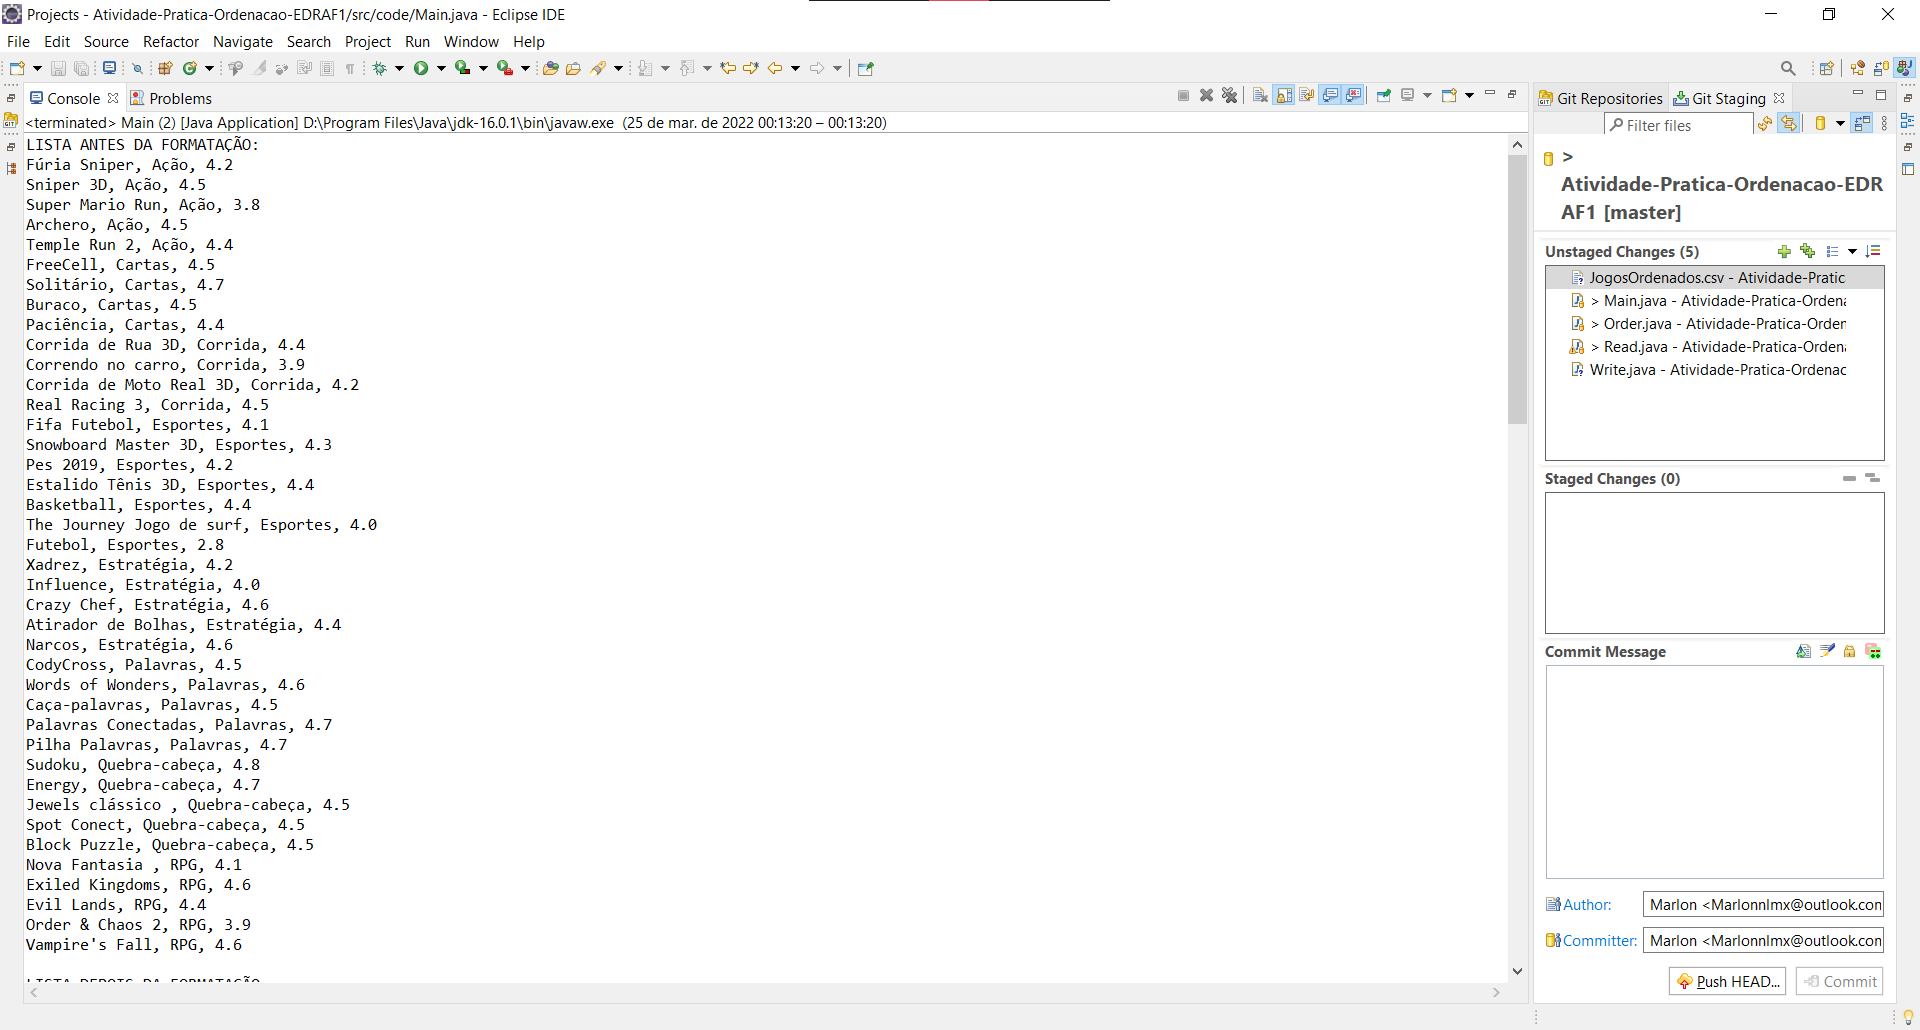 Projects - Atividade-Pratica-Ordenacao-EDRAF1/src/code/Main.java - Eclipse IDE
File Edit Source Refactor Navigate Search Project Run Window Help
Console Problems
<terminated> Main (2) [Java Application] D:\Program Files\Java\jdk-16.0.1\bin\javaw.exe (25 de mar. de 2022 00:13:20 – 00:13:20)
LISTA ANTES DA FORMATAÇÃO:
Fúria Sniper, Ação, 4.2
Sniper 3D, Ação, 4.5
Super Mario Run, Ação, 3.8
Archero, Ação, 4.5
Temple Run 2, Ação, 4.4
FreeCell, Cartas, 4.5
Solitário, Cartas, 4.7
Buraco, Cartas, 4.5
Paciência, Cartas, 4.4
Corrida de Rua 3D, Corrida, 4.4
Correndo no carro, Corrida, 3.9
Corrida de Moto Real 3D, Corrida, 4.2
Real Racing 3, Corrida, 4.5
Fifa Futebol, Esportes, 4.1
Snowboard Master 3D, Esportes, 4.3
Pes 2019, Esportes, 4.2
Estalido Tênis 3D, Esportes, 4.4
Basketball, Esportes, 4.4
The Journey Jogo de surf, Esportes, 4.0
Futebol, Esportes, 2.8
Xadrez, Estratégia, 4.2
Influence, Estratégia, 4.0
Crazy Chef, Estratégia, 4.6
Atirador de Bolhas, Estratégia, 4.4
Narcos, Estratégia, 4.6
CodyCross, Palavras, 4.5
Words of Wonders, Palavras, 4.6
Caça-palavras, Palavras, 4.5
Palavras Conectadas, Palavras, 4.7
Pilha Palavras, Palavras, 4.7
Sudoku, Quebra-cabeça, 4.8
Energy, Quebra-cabeça, 4.7
Jewels clássico , Quebra-cabeça, 4.5
Spot Conect, Quebra-cabeça, 4.5
Block Puzzle, Quebra-cabeça, 4.5
Nova Fantasia , RPG, 4.1
Exiled Kingdoms, RPG, 4.6
Evil Lands, RPG, 4.4
Order & Chaos 2, RPG, 3.9
Vampire's Fall, RPG, 4.6
LISTA DEPOIS DA FORMATAÇÃO
Git Repositories Git Staging
Filter files
>
Atividade-Pratica-Ordenacao-EDR
AF1 [master]
Unstaged Changes (5)
JogosOrdenados.csv - Atividade-Pratic
> Main.java - Atividade-Pratica-Ordena
> Order.java - Atividade-Pratica-Orden
> Read.java - Atividade-Pratica-Ordena
Write.java - Atividade-Pratica-Ordenac
Staged Changes (0)
Commit Message
Author: Marlon <Marlonnlmx@outlook.com
Committer: Marlon <Marlonnlmx@outlook.com
Push HEAD... Commit